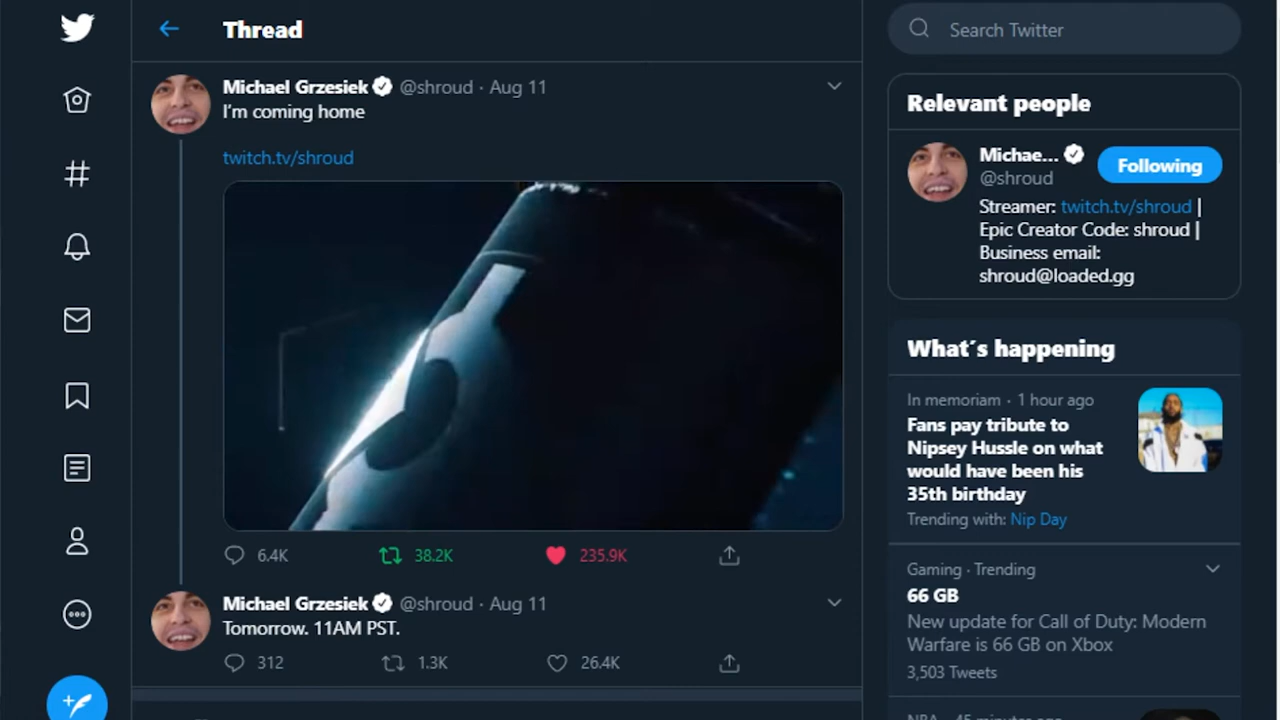 Thread
Michael Grzesiek @shroud · Aug 11
I'm coming home
twitch.tv/shroud
6.4K 38.2K 235.9K
Michael Grzesiek @shroud · Aug 11
Tomorrow. 11AM PST.
312 1.3K 26.4K
Search Twitter
Relevant people
Michae...
Following
@shroud
Streamer: twitch.tv/shroud |
Epic Creator Code: shroud |
Business email:
shroud@loaded.gg
What's happening
In memoriam · 1 hour ago
Fans pay tribute to
Nipsey Hussle on what
would have been his
35th birthday
Trending with: Nip Day
Gaming · Trending
66 GB
New update for Call of Duty: Modern
Warfare is 66 GB on Xbox
3,503 Tweets